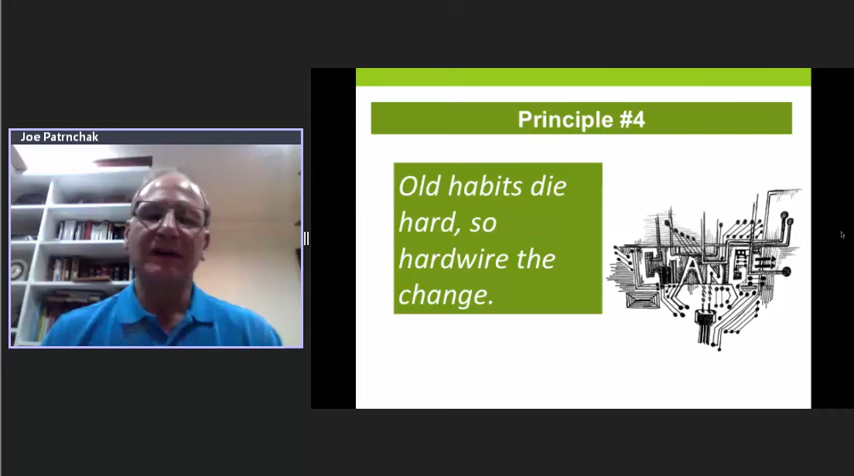 Joe Patrnchak
Principle #4
Old habits die
hard, so
hardwire the
change.
CHANGE